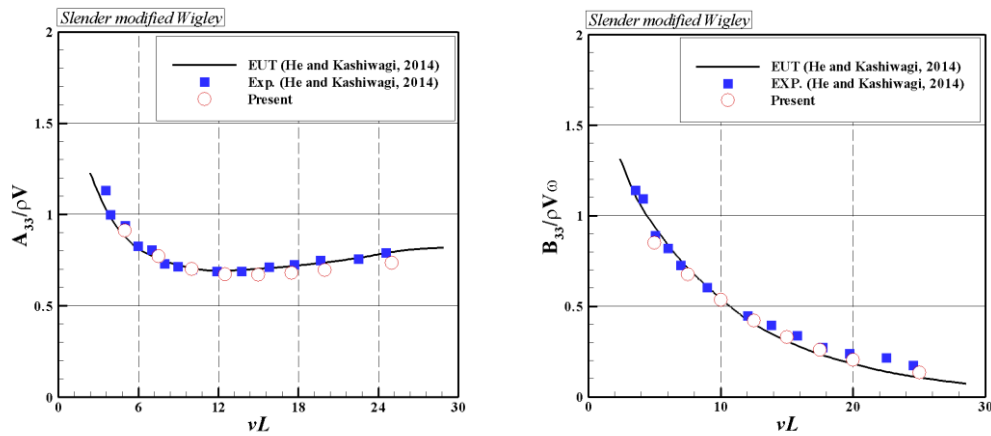 Slender modified Wigley
EUT (He and Kashiwagi, 2014)
Exp. (He and Kashiwagi, 2014)
Present
A33/ρV
2
1.5
1
0.5
0
0 6 12 18 24 30
νL
Slender modified Wigley
EUT (He and Kashiwagi, 2014)
EXP. (He and Kashiwagi, 2014)
Present
B33/ρVω
2
1.5
1
0.5
0
0 10 20 30
νL